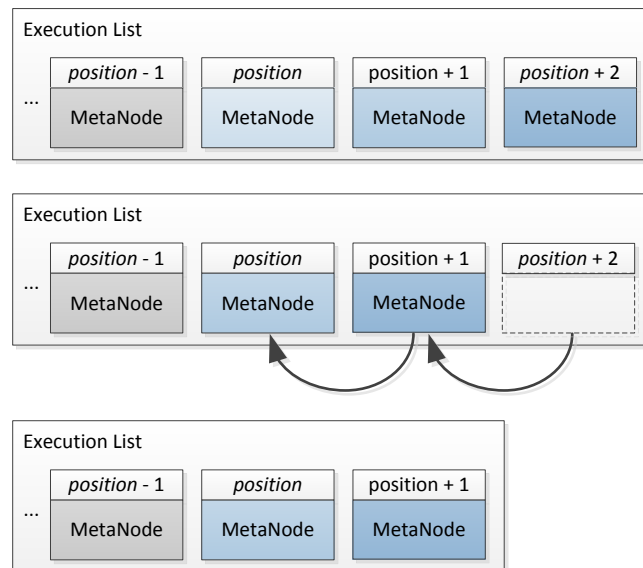 Execution List
position - 1 position position + 1 position + 2
... MetaNode MetaNode MetaNode MetaNode
Execution List
position - 1 position position + 1 position + 2
... MetaNode MetaNode MetaNode
Execution List
position - 1 position position + 1
... MetaNode MetaNode MetaNode